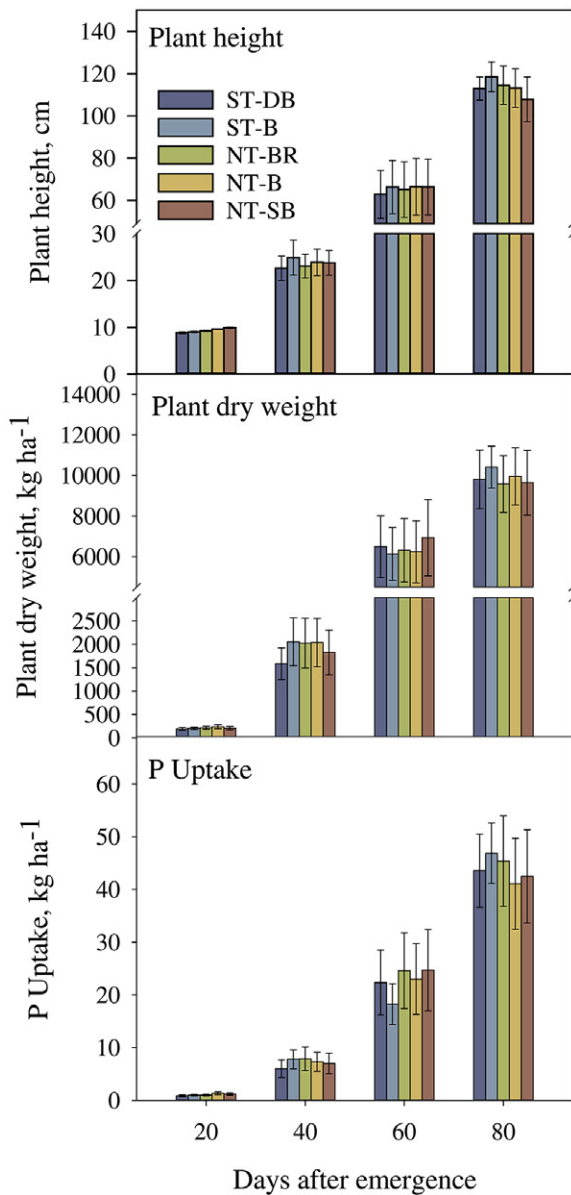 Plant height
ST-DB
ST-B
NT-BR
NT-B
NT-SB
Plant height, cm
140
120
100
80
60
30
20
10
0
Plant dry weight
Plant dry weight, kg ha-1
14000
12000
10000
8000
6000
2500
2000
1500
1000
500
0
P Uptake
P Uptake, kg ha-1
60
50
40
30
20
10
0
20 40 60 80
Days after emergence